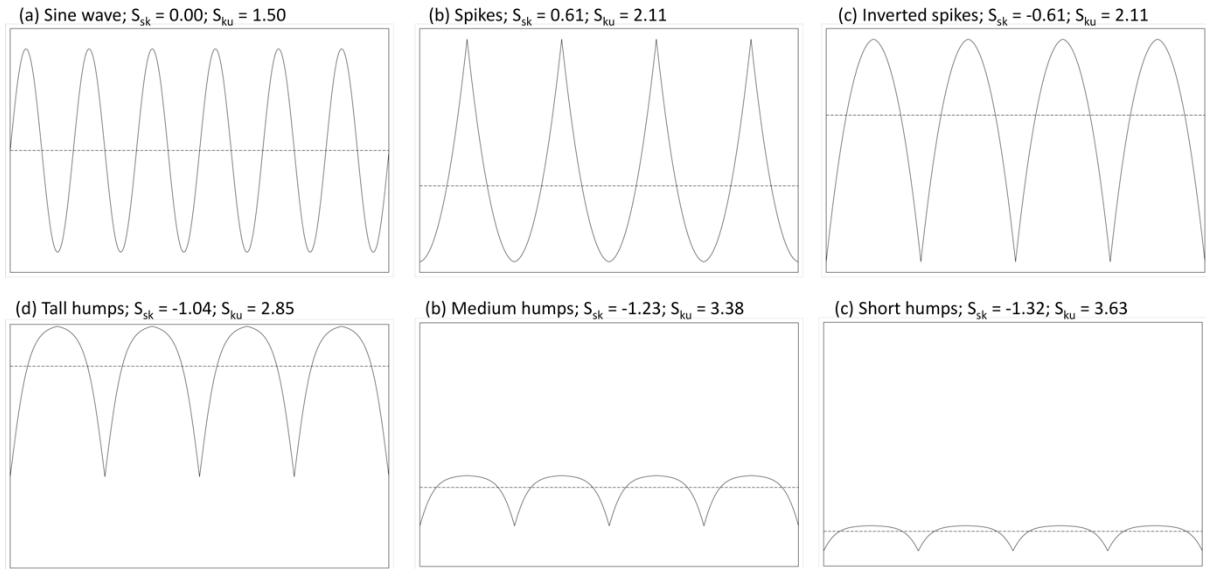 (a) Sine wave; Ssk = 0.00; Sku = 1.50
(b) Spikes; Ssk = 0.61; Sku = 2.11
(c) Inverted spikes; Ssk = -0.61; Sku = 2.11
(d) Tall humps; Ssk = -1.04; Sku = 2.85
(b) Medium humps; Ssk = -1.23; Sku = 3.38
(c) Short humps; Ssk = -1.32; Sku = 3.63